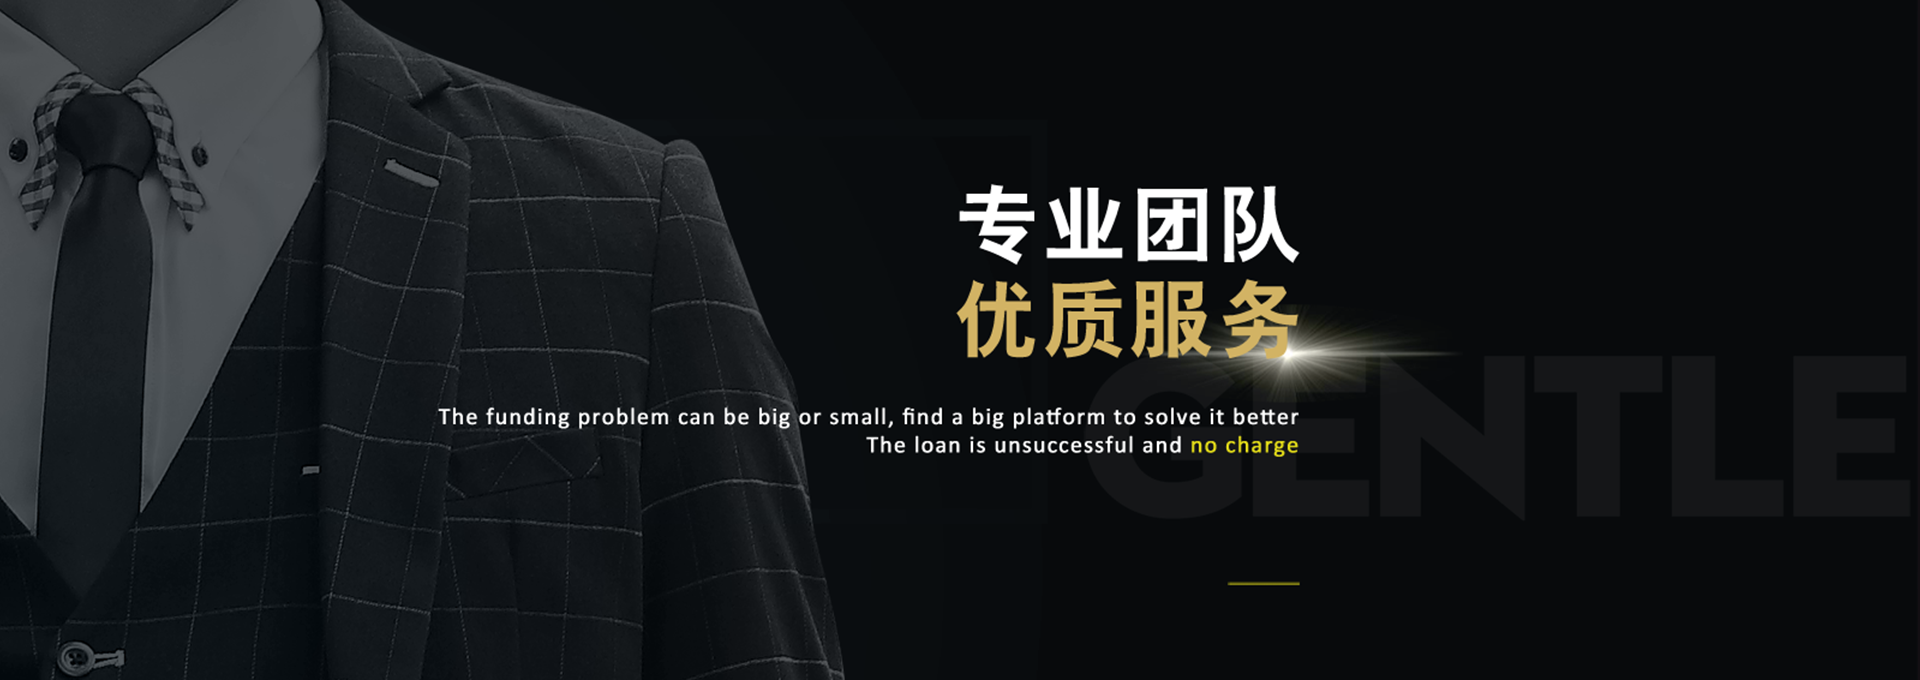 专业团队
优质服务
The funding problem can be big or small, find a big platform to solve it better
The loan is unsuccessful and no charge
GENTLE